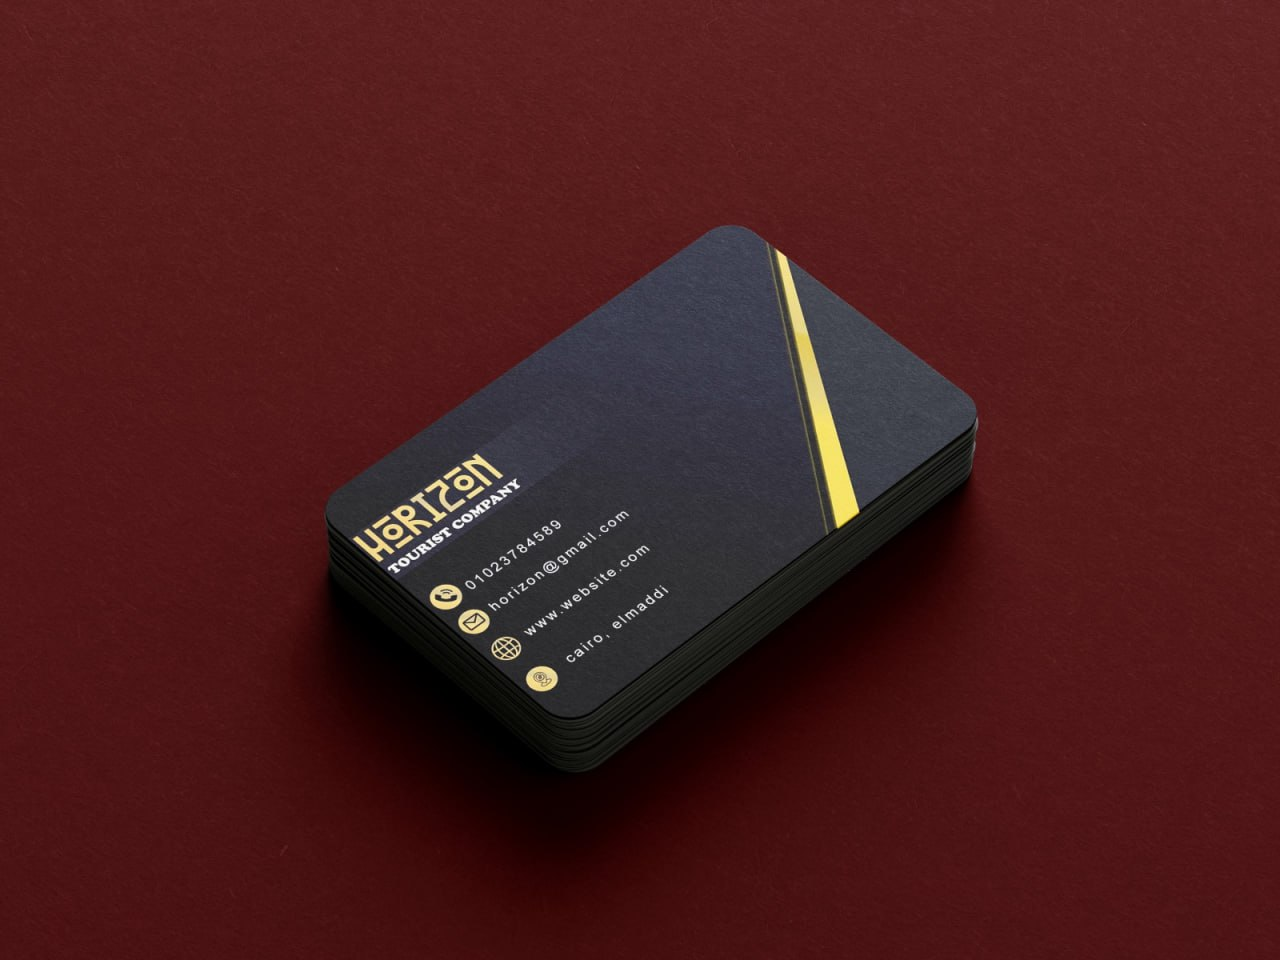 HORIZON
TOURIST COMPANY
01023784589
horizon@gmail.com
www.website.com
cairo, elmaddi